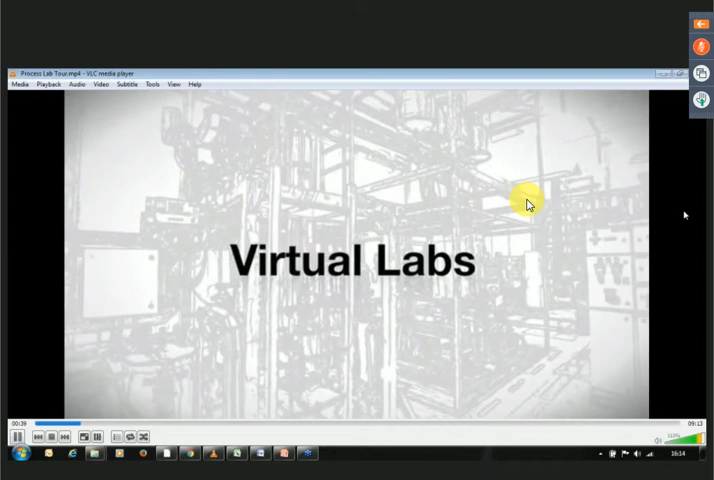 Process Lab Tour.mp4 - VLC media player
Media Playback Audio Video Subtitle Tools View Help
Virtual Labs
00:39
09:13
16:14